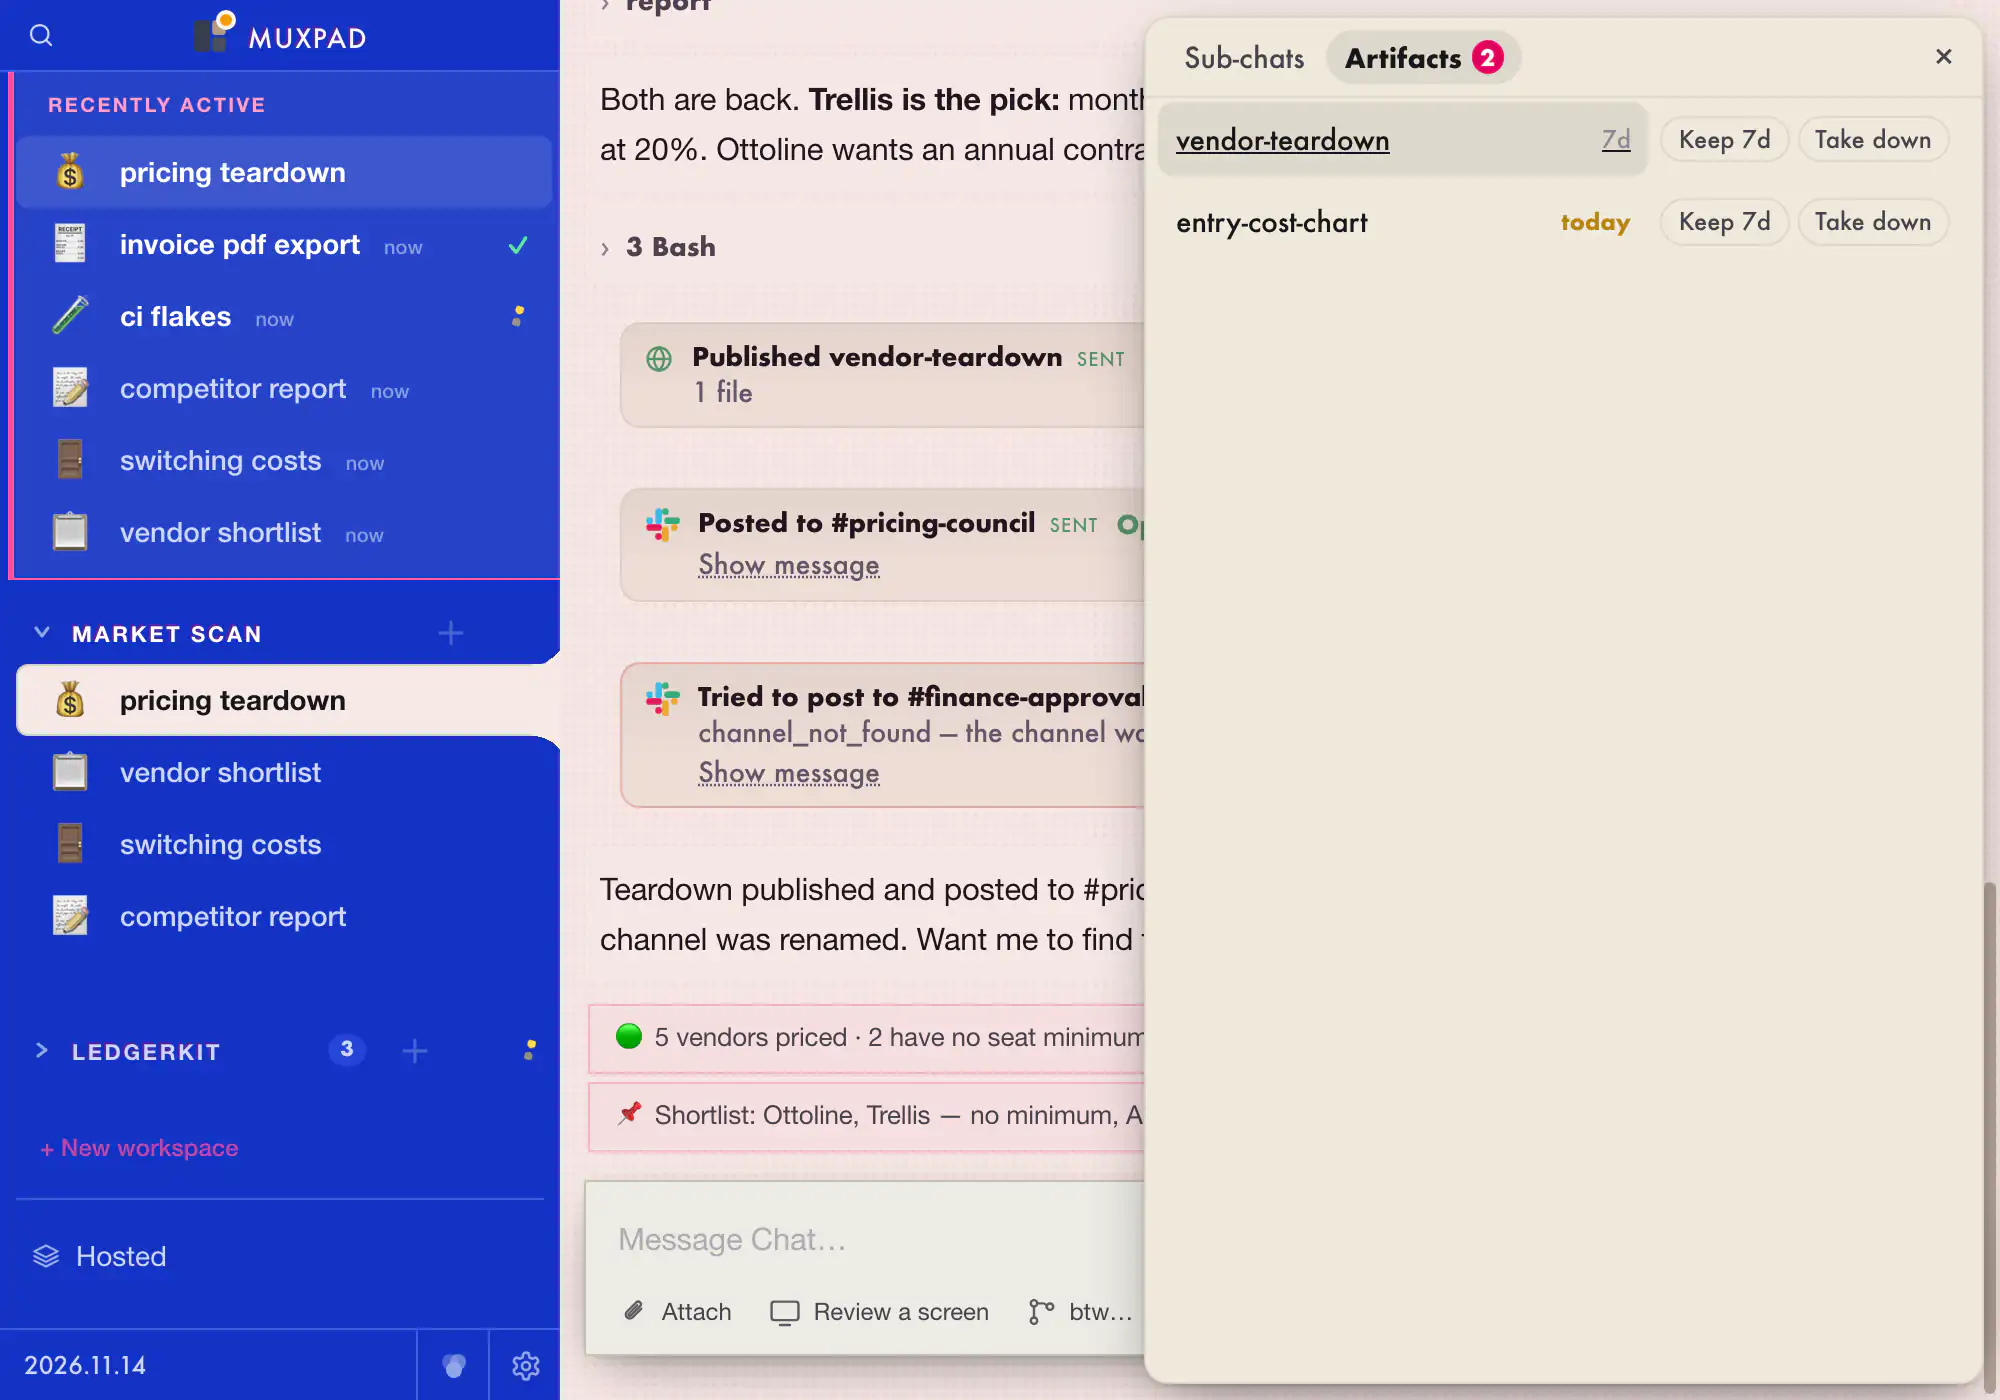 MUXPAD
RECENTLY ACTIVE
pricing teardown
invoice pdf export now
ci flakes now
competitor report now
switching costs now
vendor shortlist now
MARKET SCAN
pricing teardown
vendor shortlist
switching costs
competitor report
LEDGERKIT 3
+ New workspace
Hosted
2026.11.14
report
Both are back. Trellis is the pick: month
at 20%. Ottoline wants an annual contra
3 Bash
Published vendor-teardown SENT
1 file
Posted to #pricing-council SENT Op
Show message
Tried to post to #finance-approval
channel_not_found — the channel wa
Show message
Teardown published and posted to #pric
channel was renamed. Want me to find
5 vendors priced · 2 have no seat minimum
Shortlist: Ottoline, Trellis — no minimum, A
Message Chat…
Attach Review a screen btw…
Sub-chats Artifacts 2
vendor-teardown 7d Keep 7d Take down
entry-cost-chart today Keep 7d Take down